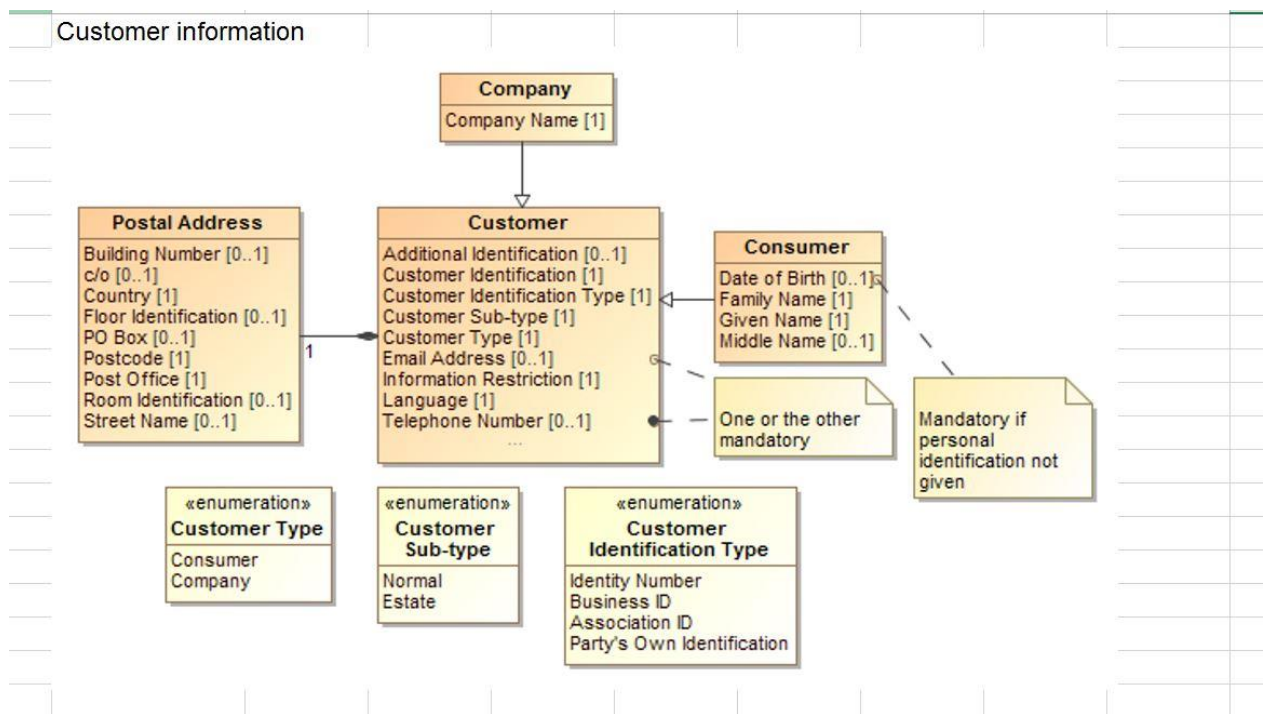 Customer information
Company
Company Name [1]
Postal Address
Building Number [0..1]
c/o [0..1]
Country [1]
Floor Identification [0..1]
PO Box [0..1]
Postcode [1]
Post Office [1]
Room Identification [0..1]
Street Name [0..1]
1
Customer
Additional Identification [0..1]
Customer Identification [1]
Customer Identification Type [1]
Customer Sub-type [1]
Customer Type [1]
Email Address [0..1]
Information Restriction [1]
Language [1]
Telephone Number [0..1]
...
Consumer
Date of Birth [0..1]
Family Name [1]
Given Name [1]
Middle Name [0..1]
One or the other
mandatory
Mandatory if
personal
identification not
given
«enumeration»
Customer Type
Consumer
Company
«enumeration»
Customer
Sub-type
Normal
Estate
«enumeration»
Customer
Identification Type
Identity Number
Business ID
Association ID
Party's Own Identification